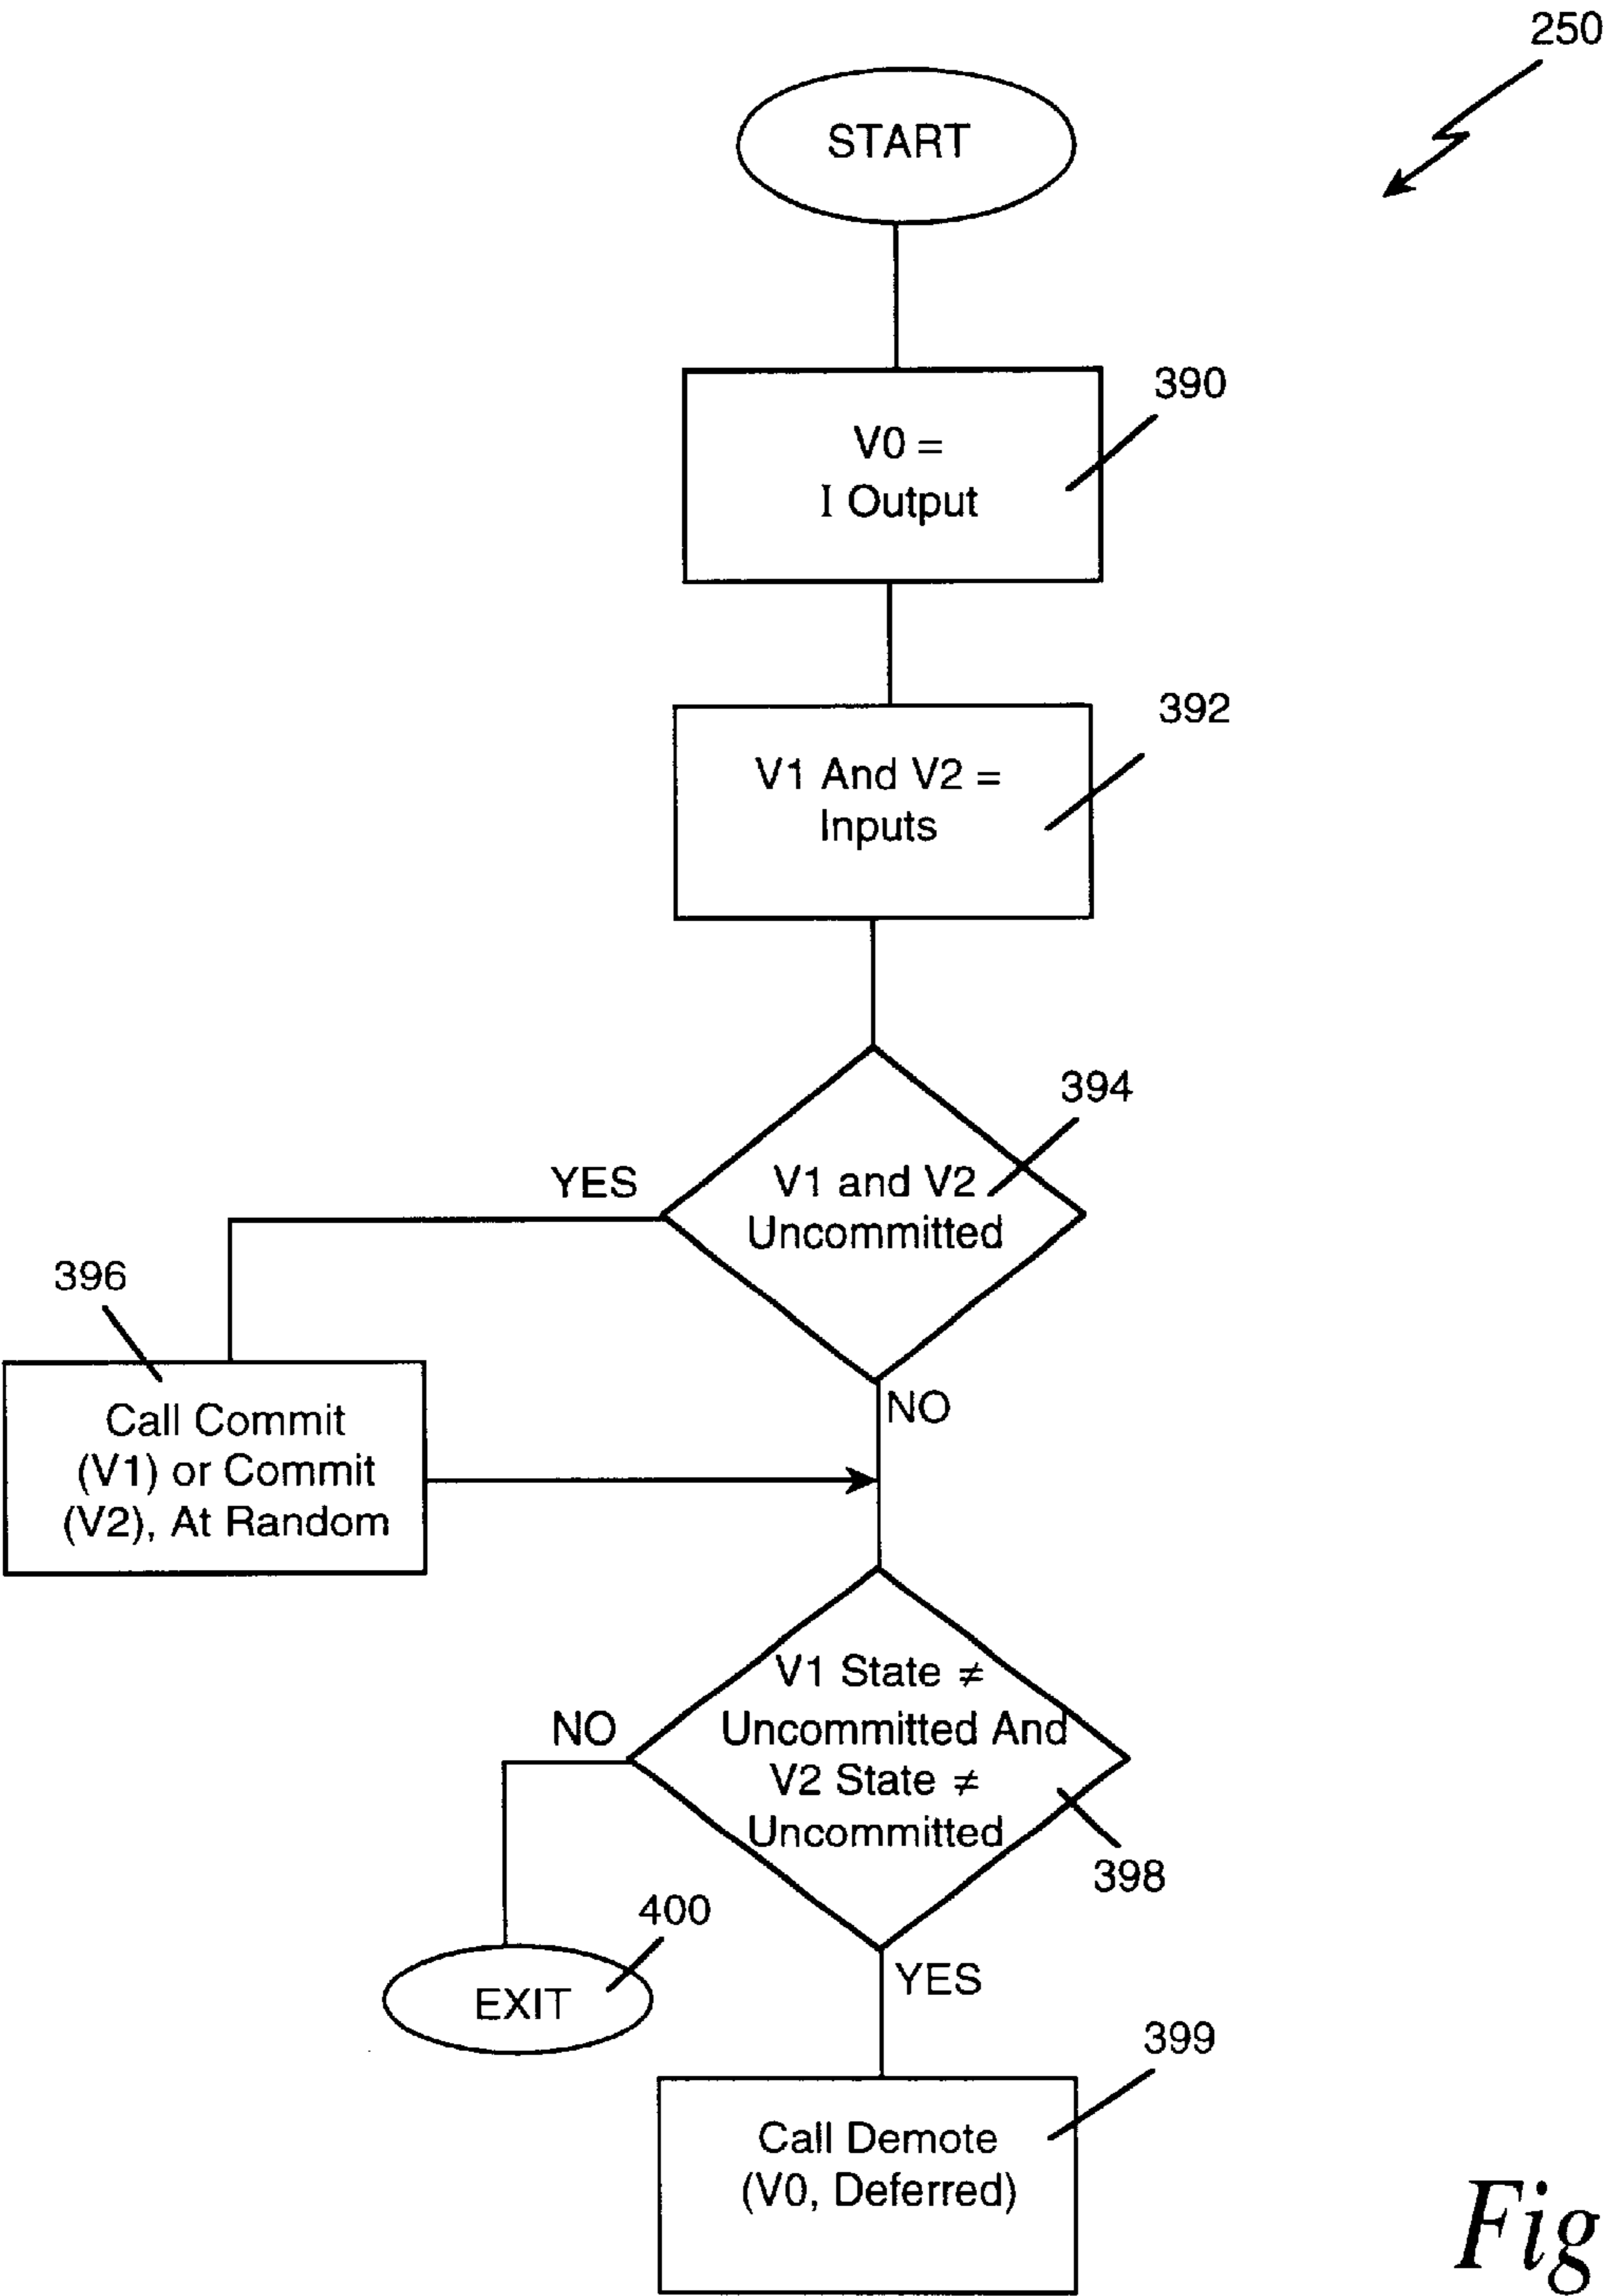 250
START
390
V0 =
I Output
392
V1 And V2 =
Inputs
394
YES
V1 and V2
Uncommitted
396
NO
Call Commit
(V1) or Commit
(V2), At Random
V1 State ≠
NO
Uncommitted And
V2 State ≠
Uncommitted
398
400
EXIT
YES
399
Call Demote
(V0, Deferred)
Fig